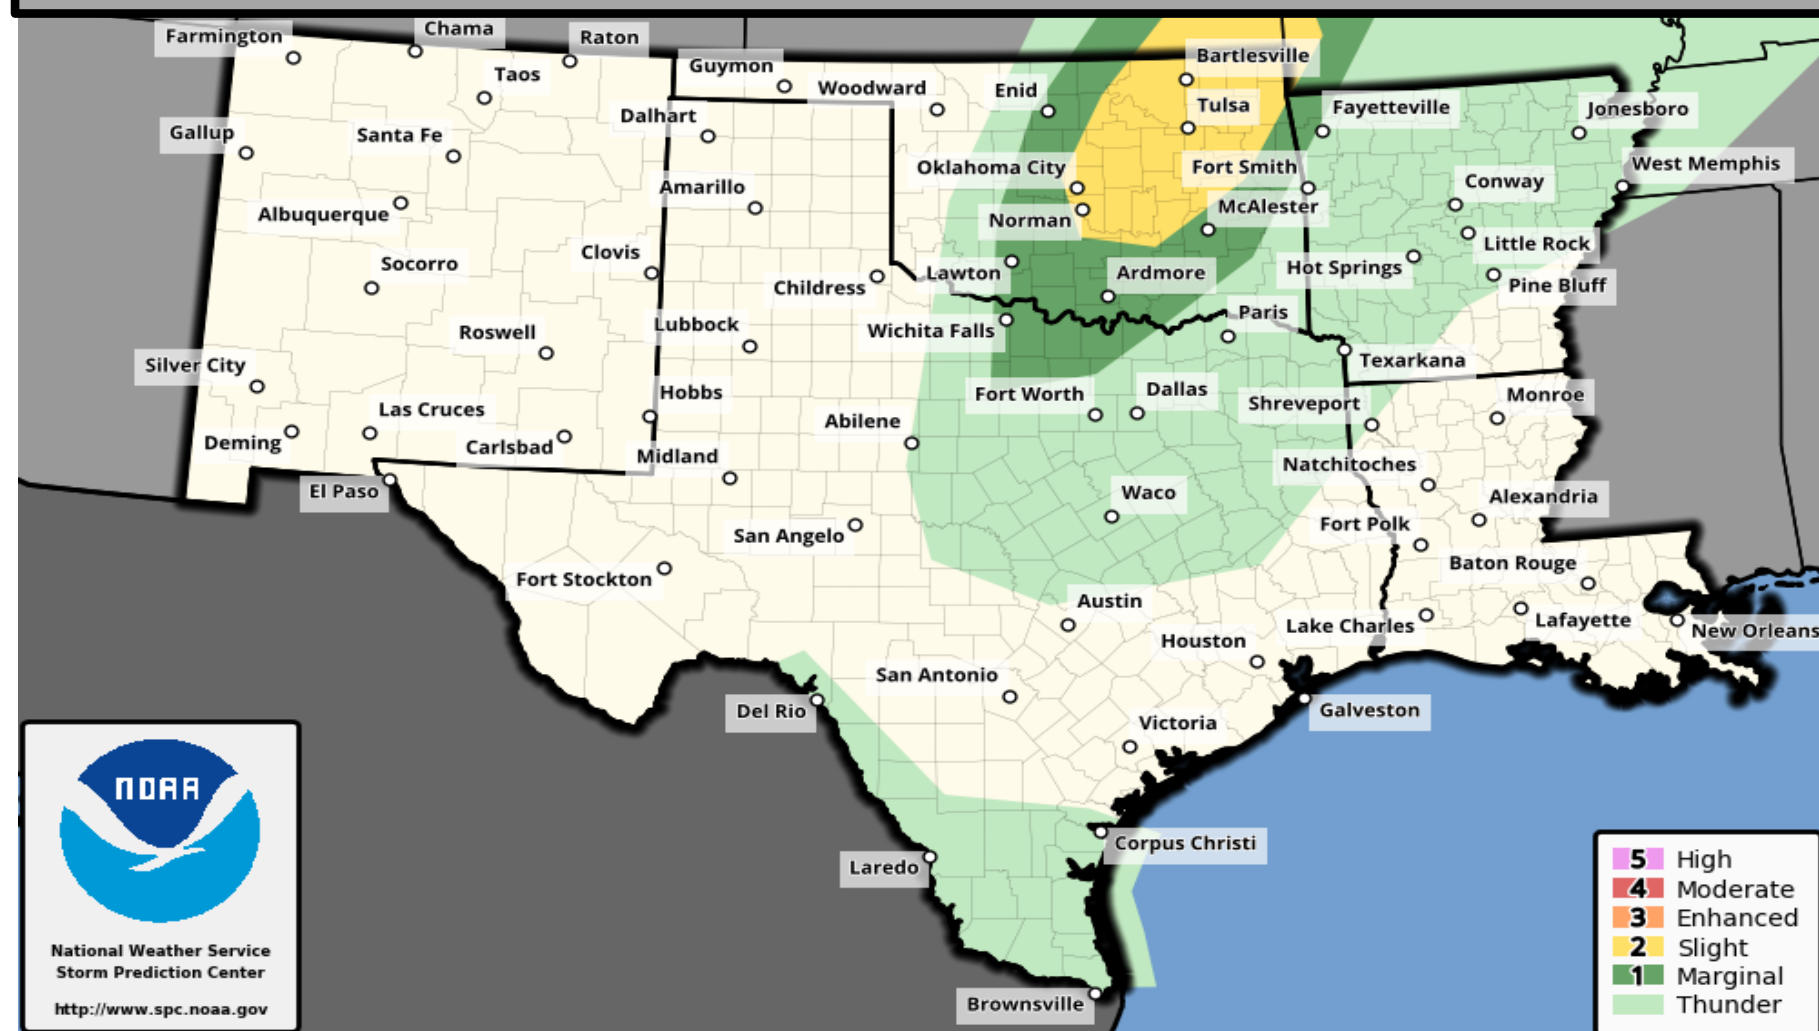 Farmington
Chama
Raton
Taos
Guymon
Woodward
Enid
Bartlesville
Tulsa
Dalhart
Fayetteville
Jonesboro
Gallup
Santa Fe
Oklahoma City
Fort Smith
West Memphis
Amarillo
Conway
Albuquerque
Norman
McAlester
Socorro
Clovis
Little Rock
Childress
Lawton
Ardmore
Hot Springs
Pine Bluff
Roswell
Lubbock
Wichita Falls
Paris
Silver City
Texarkana
Hobbs
Fort Worth
Dallas
Shreveport
Monroe
Las Cruces
Abilene
Deming
Carlsbad
Midland
Natchitoches
El Paso
Waco
Alexandria
San Angelo
Fort Polk
Fort Stockton
Baton Rouge
Austin
Lake Charles
Lafayette
New Orleans
Houston
San Antonio
Del Rio
Galveston
Victoria
Corpus Christi
Laredo
Brownsville
NOAA
National Weather Service
Storm Prediction Center
http://www.spc.noaa.gov
5 High
4 Moderate
3 Enhanced
2 Slight
1 Marginal
Thunder